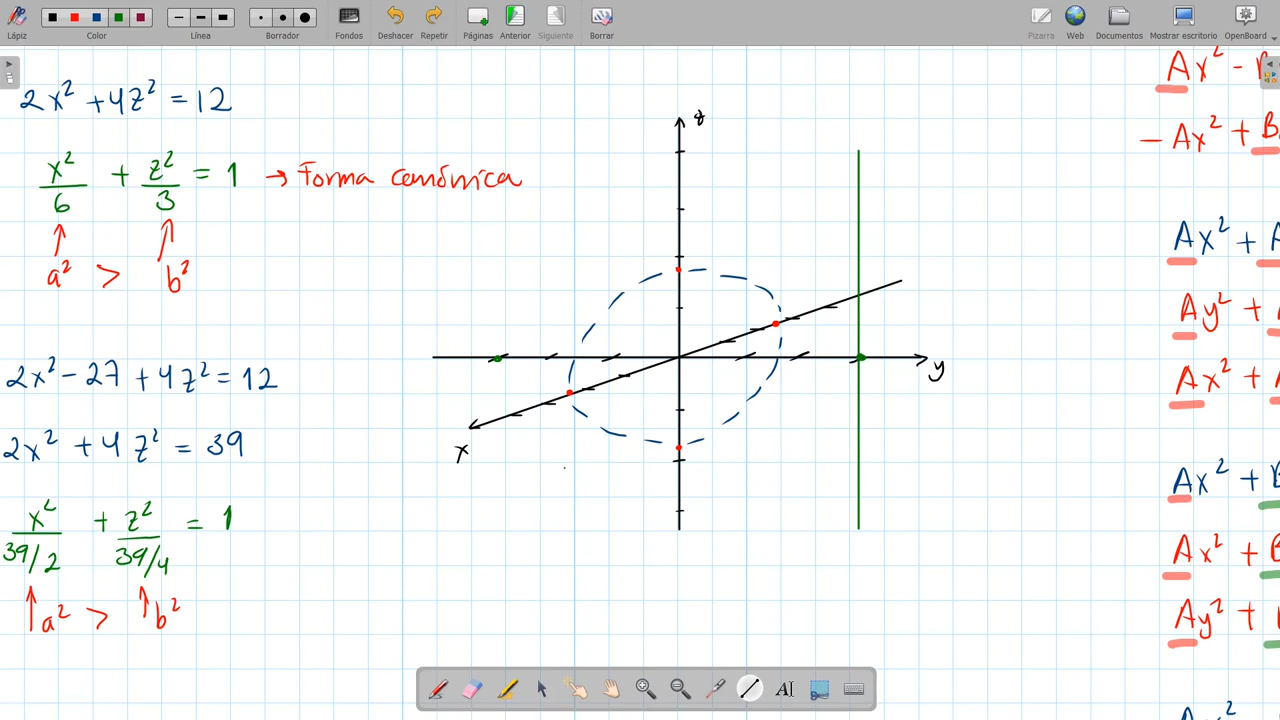 Lápiz Color Línea Borrador Fondos Deshacer Repetir Páginas Anterior Siguiente Borrar Pizarra Web Documentos Mostrar escritorio OpenBoard
2x² + 4z² = 12
x²/6 + z²/3 = 1 → Forma canónica
a² > b²
2x² - 27 + 4z² = 12
2x² + 4z² = 39
x²/39/2 + z²/39/4 = 1
a² > b²
z
y
x
Ax² -
- Ax² + B
Ax² +
Ay² +
Ax² +
Ax² +
Ax² +
Ay² +